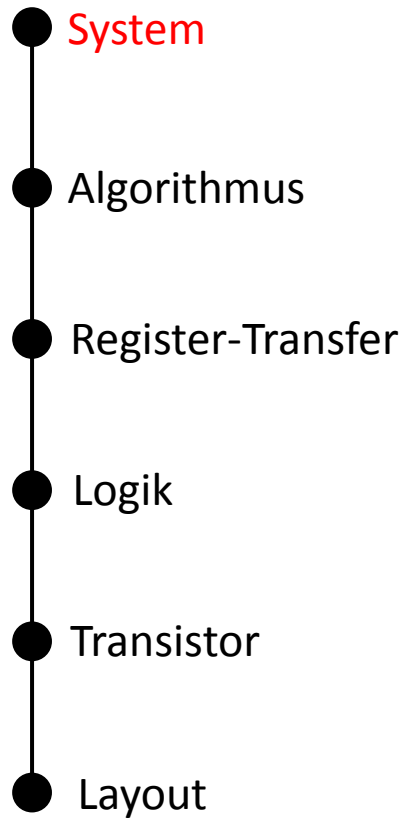 System
Algorithmus
Register-Transfer
Logik
Transistor
Layout